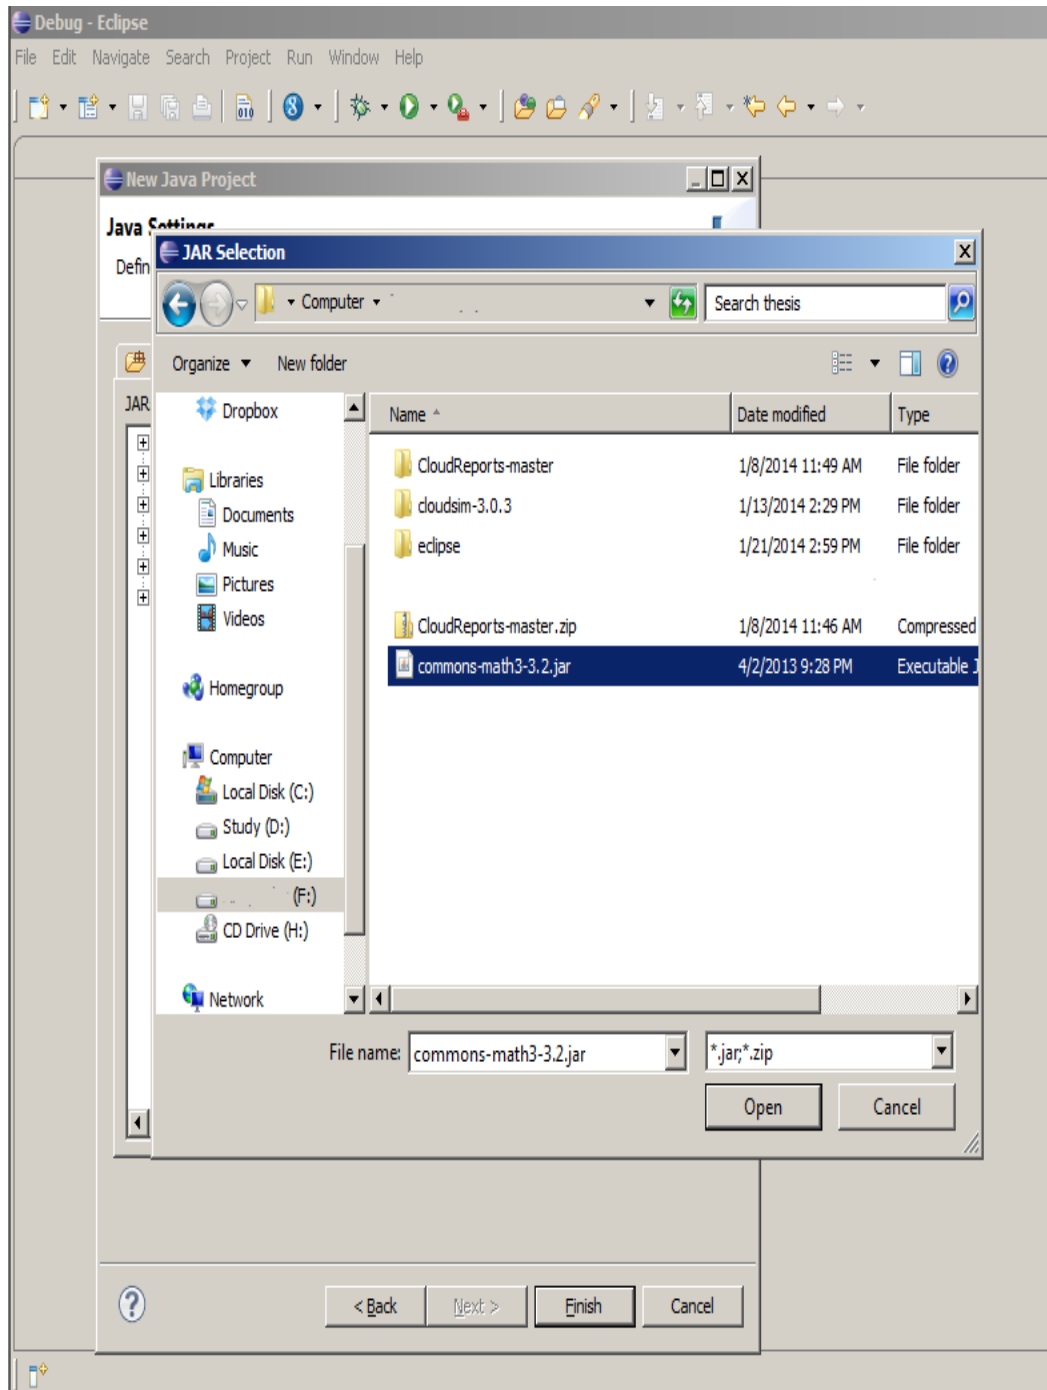 Debug - Eclipse
File Edit Navigate Search Project Run Window Help
010
8
New Java Project
Java Settings
Defin
JAR Selection
Computer
Search thesis
Organize New folder
JAR
Dropbox
Name Date modified Type
Libraries
Documents
Music
Pictures
Videos
Homegroup
Computer
Local Disk (C:)
Study (D:)
Local Disk (E:)
(F:)
CD Drive (H:)
Network
CloudReports-master 1/8/2014 11:49 AM File folder
cloudsim-3.0.3 1/13/2014 2:29 PM File folder
eclipse 1/21/2014 2:59 PM File folder
CloudReports-master.zip 1/8/2014 11:46 AM Compressed
commons-math3-3.2.jar 4/2/2013 9:28 PM Executable J
File name: commons-math3-3.2.jar *.jar;*.zip
Open Cancel
< Back Next > Finish Cancel